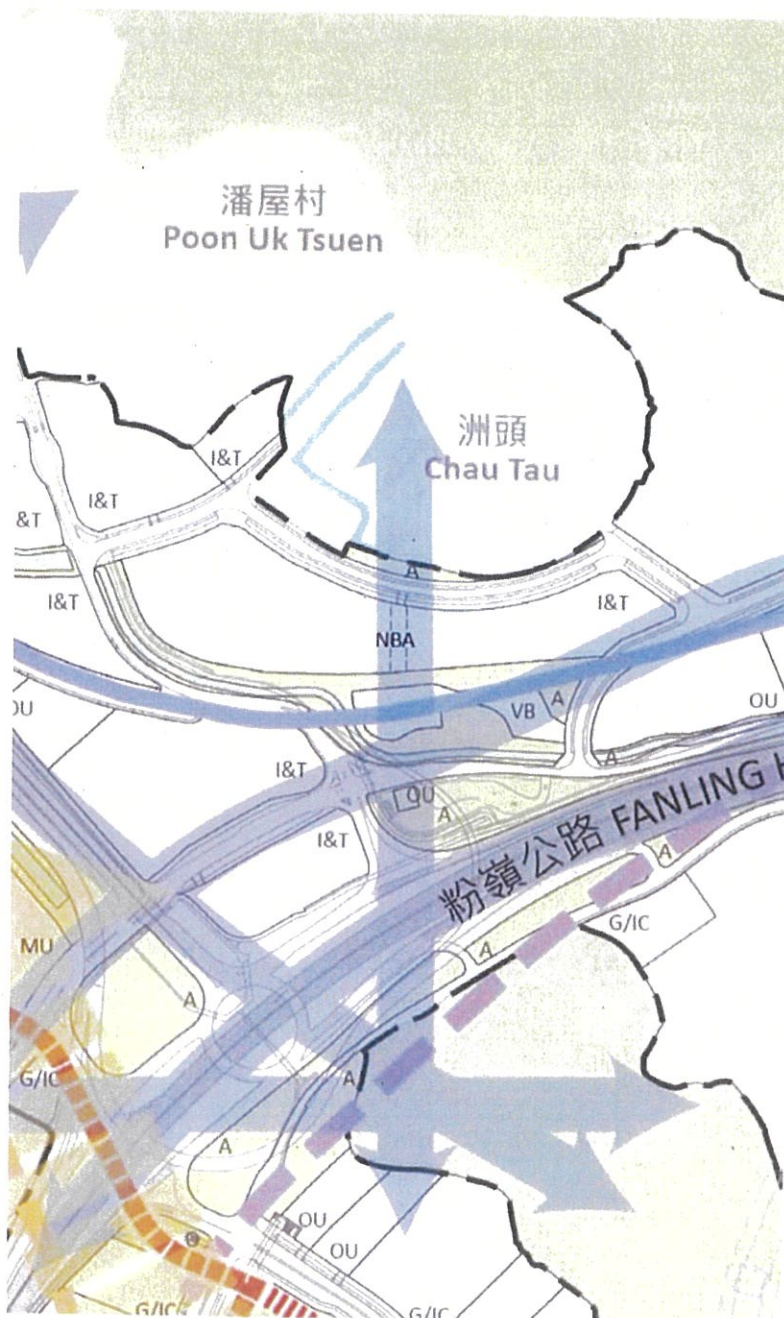 潘屋村
Poon Uk Tsuen
洲頭
Chau Tau
I&T
I&T
&T
A
I&T
I&T
NBA
OU
VB
A
OU
I&T
A
OU
A
I&T
粉嶺公路 FANLING H
A
G/IC
MU
A
A
G/IC
A
A
OU
OU
G/IC
G/IC